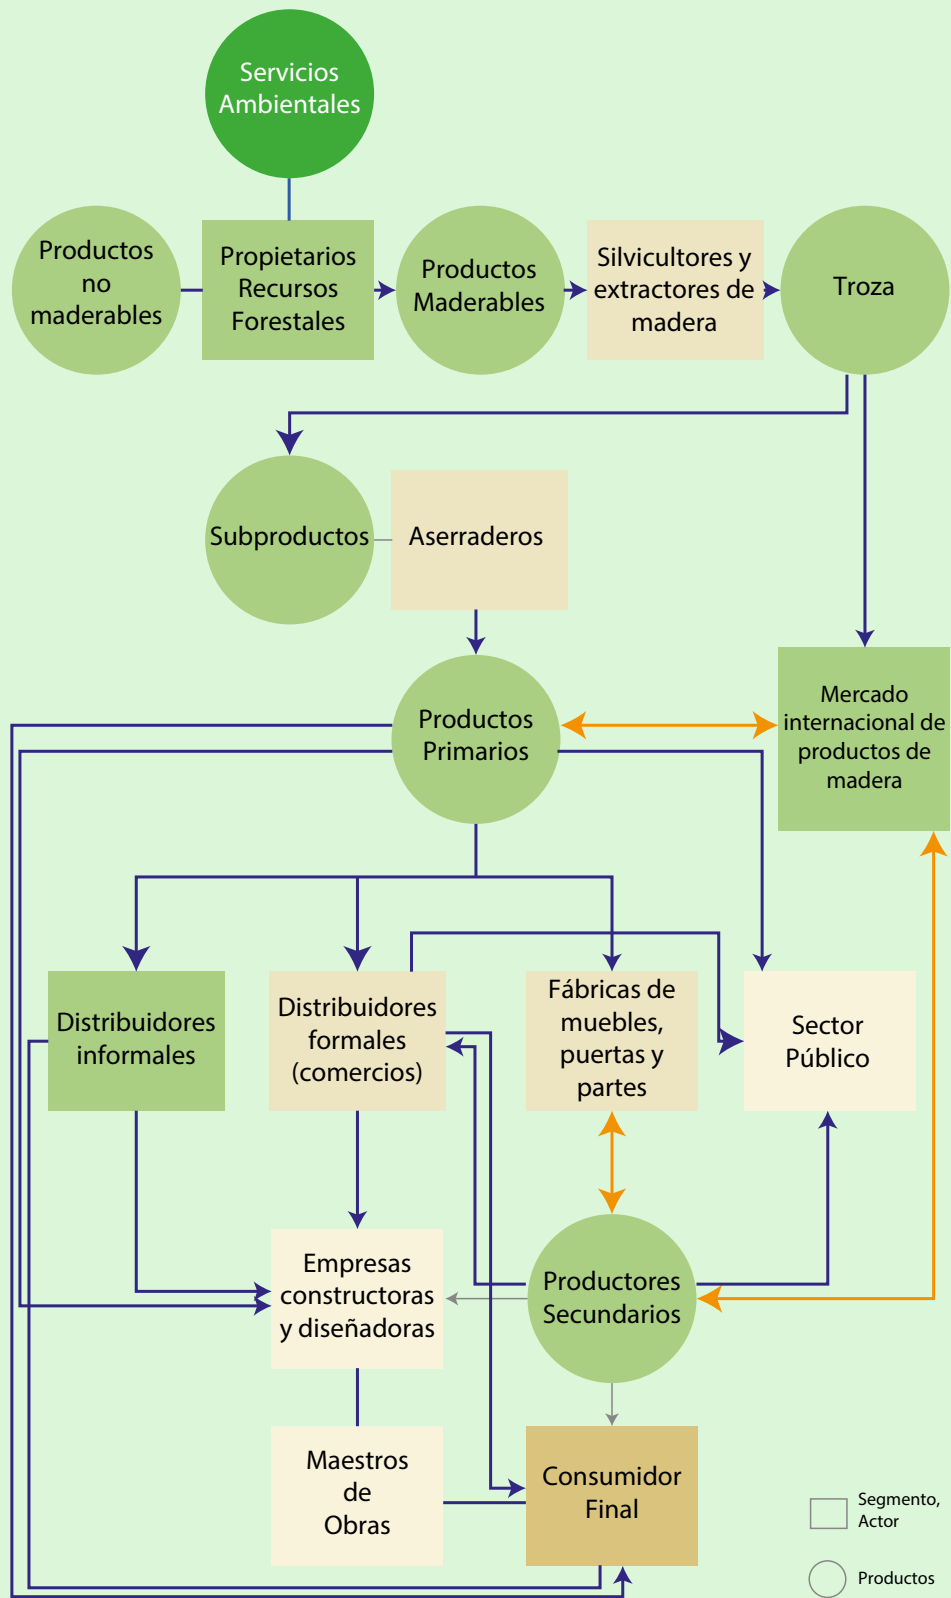 Servicios
Ambientales
Productos
no
maderables
Propietarios
Recursos
Forestales
Productos
Maderables
Silvicultores y
extractores de
madera
Troza
Subproductos
Aserraderos
Productos
Primarios
Mercado
internacional de
productos de
madera
Distribuidores
informales
Distribuidores
formales
(comercios)
Fábricas de
muebles,
puertas y
partes
Sector
Público
Empresas
constructoras
y diseñadoras
Productores
Secundarios
Maestros
de
Obras
Consumidor
Final
Segmento,
Actor
Productos